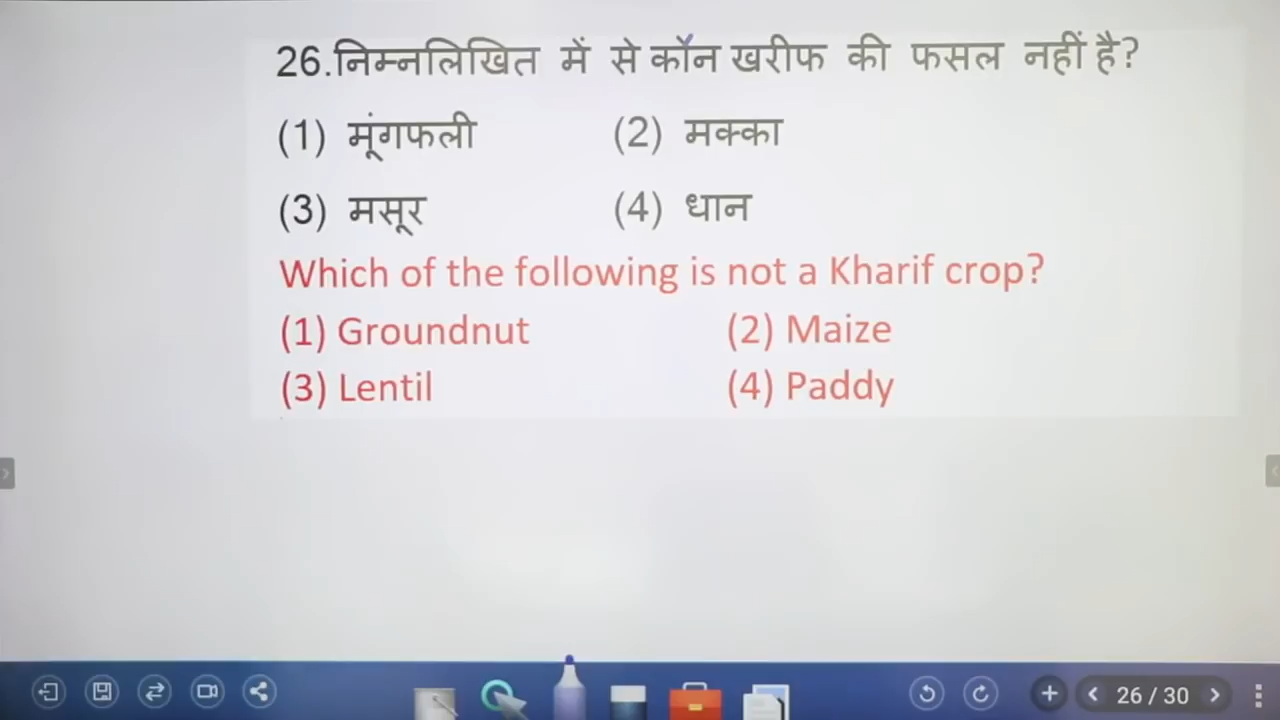 26.निम्नलिखित में से कौन खरीफ की फसल नहीं है?
(1) मूंगफली (2) मक्का
(3) मसूर (4) धान
Which of the following is not a Kharif crop?
(1) Groundnut (2) Maize
(3) Lentil (4) Paddy
26 / 30